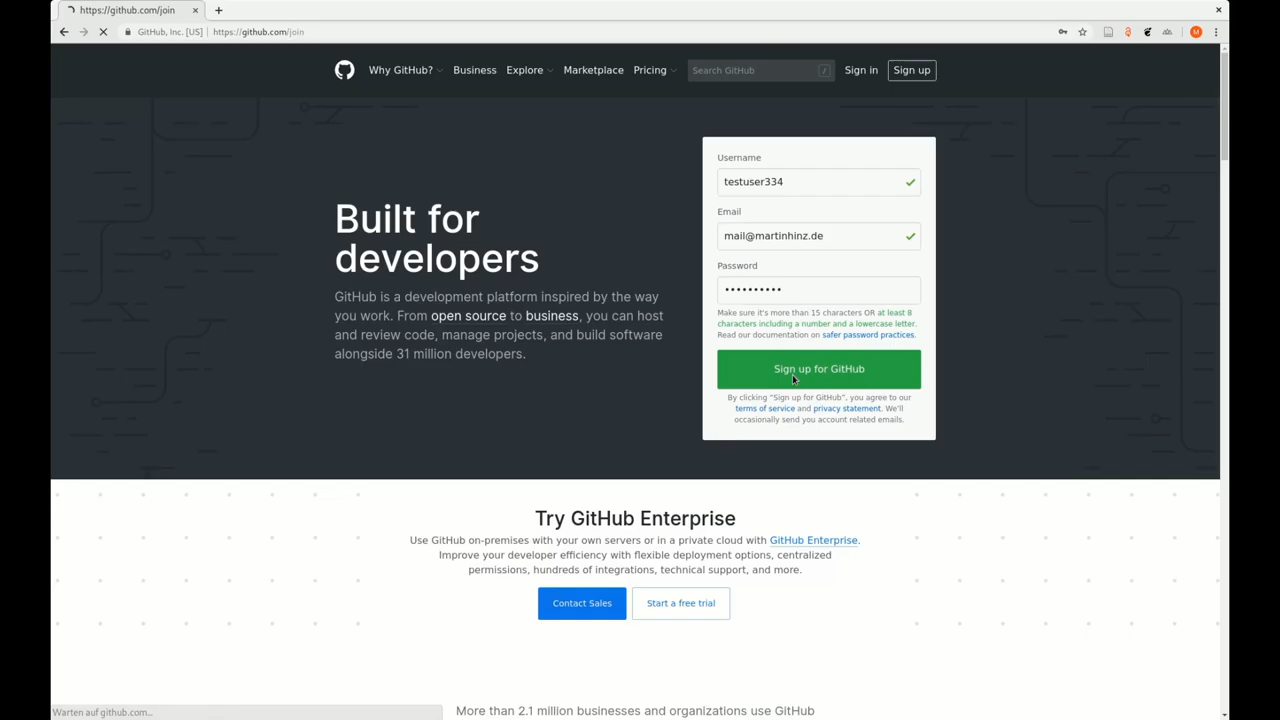 https://github.com/join
GitHub, Inc. [US]
https://github.com/join
M
Why GitHub?
Business
Explore
Marketplace
Pricing
Search GitHub
/
Sign in
Sign up
Built for
developers
GitHub is a development platform inspired by the way
you work. From open source to business, you can host
and review code, manage projects, and build software
alongside 31 million developers.
Username
testuser334
Email
mail@martinhinz.de
Password
••••••••••
Make sure it's more than 15 characters OR at least 8
characters including a number and a lowercase letter.
Read our documentation on safer password practices.
Sign up for GitHub
By clicking “Sign up for GitHub”, you agree to our
terms of service and privacy statement. We’ll
occasionally send you account related emails.
Try GitHub Enterprise
Use GitHub on-premises with your own servers or in a private cloud with GitHub Enterprise.
Improve your developer efficiency with flexible deployment options, centralized
permissions, hundreds of integrations, technical support, and more.
Contact Sales
Start a free trial
More than 2.1 million businesses and organizations use GitHub
Warten auf github.com...